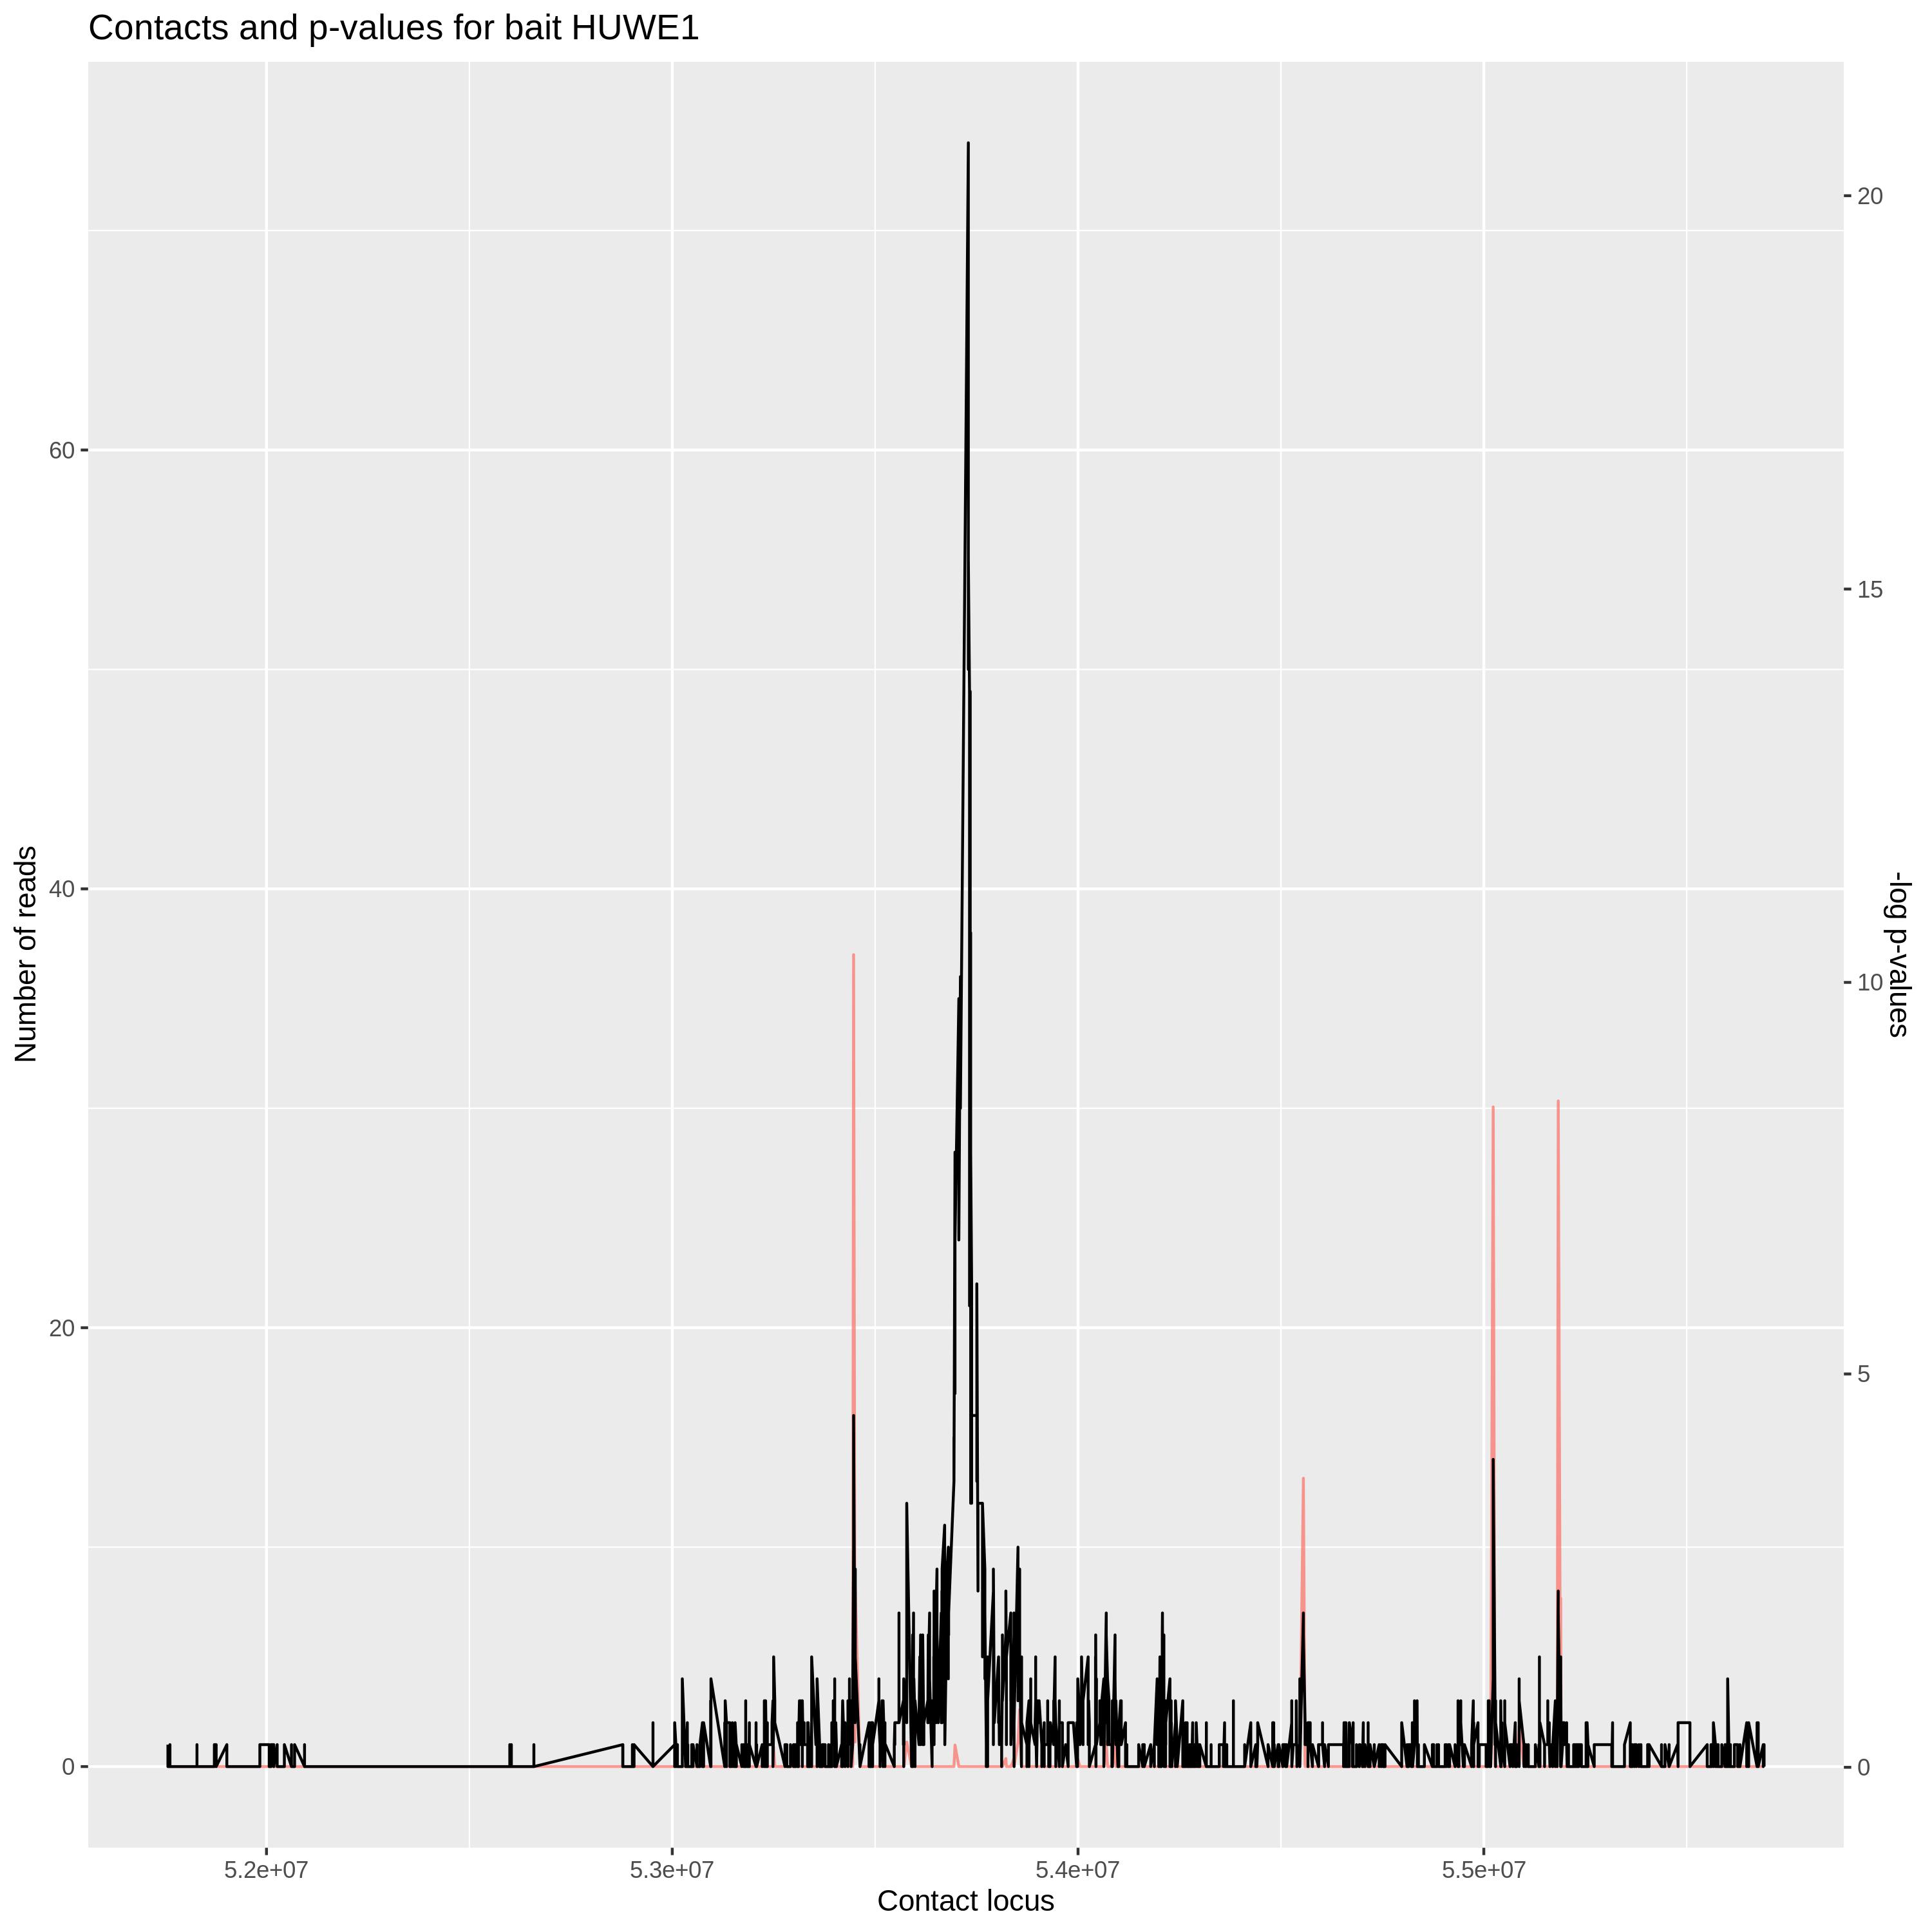 Contacts and p-values for bait HUWE1
Number of reads
60
40
20
0
20
15
10
5
0
-log p-values
5.2e+07
5.3e+07
5.4e+07
5.5e+07
Contact locus